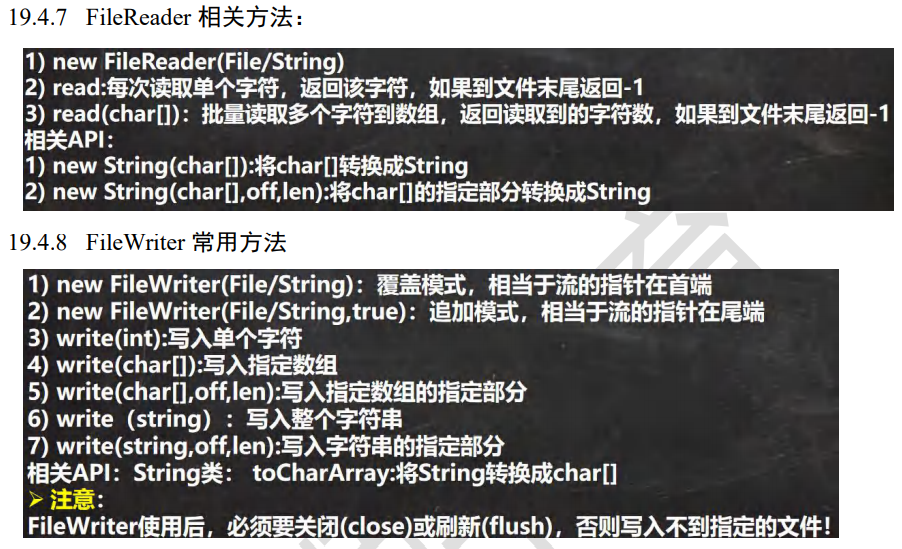 19.4.7 FileReader 相关方法：
1) new FileReader(File/String)
2) read:每次读取单个字符，返回该字符，如果到文件末尾返回-1
3) read(char[])：批量读取多个字符到数组，返回读取到的字符数，如果到文件末尾返回-1
相关API：
1) new String(char[]):将char[]转换成String
2) new String(char[],off,len):将char[]的指定部分转换成String
19.4.8 FileWriter 常用方法
1) new FileWriter(File/String)：覆盖模式，相当于流的指针在首端
2) new FileWriter(File/String,true)：追加模式，相当于流的指针在尾端
3) write(int):写入单个字符
4) write(char[]):写入指定数组
5) write(char[],off,len):写入指定数组的指定部分
6) write（string）：写入整个字符串
7) write(string,off,len):写入字符串的指定部分
相关API：String类： toCharArray:将String转换成char[]
➢ 注意：
FileWriter使用后，必须要关闭(close)或刷新(flush)，否则写入不到指定的文件！